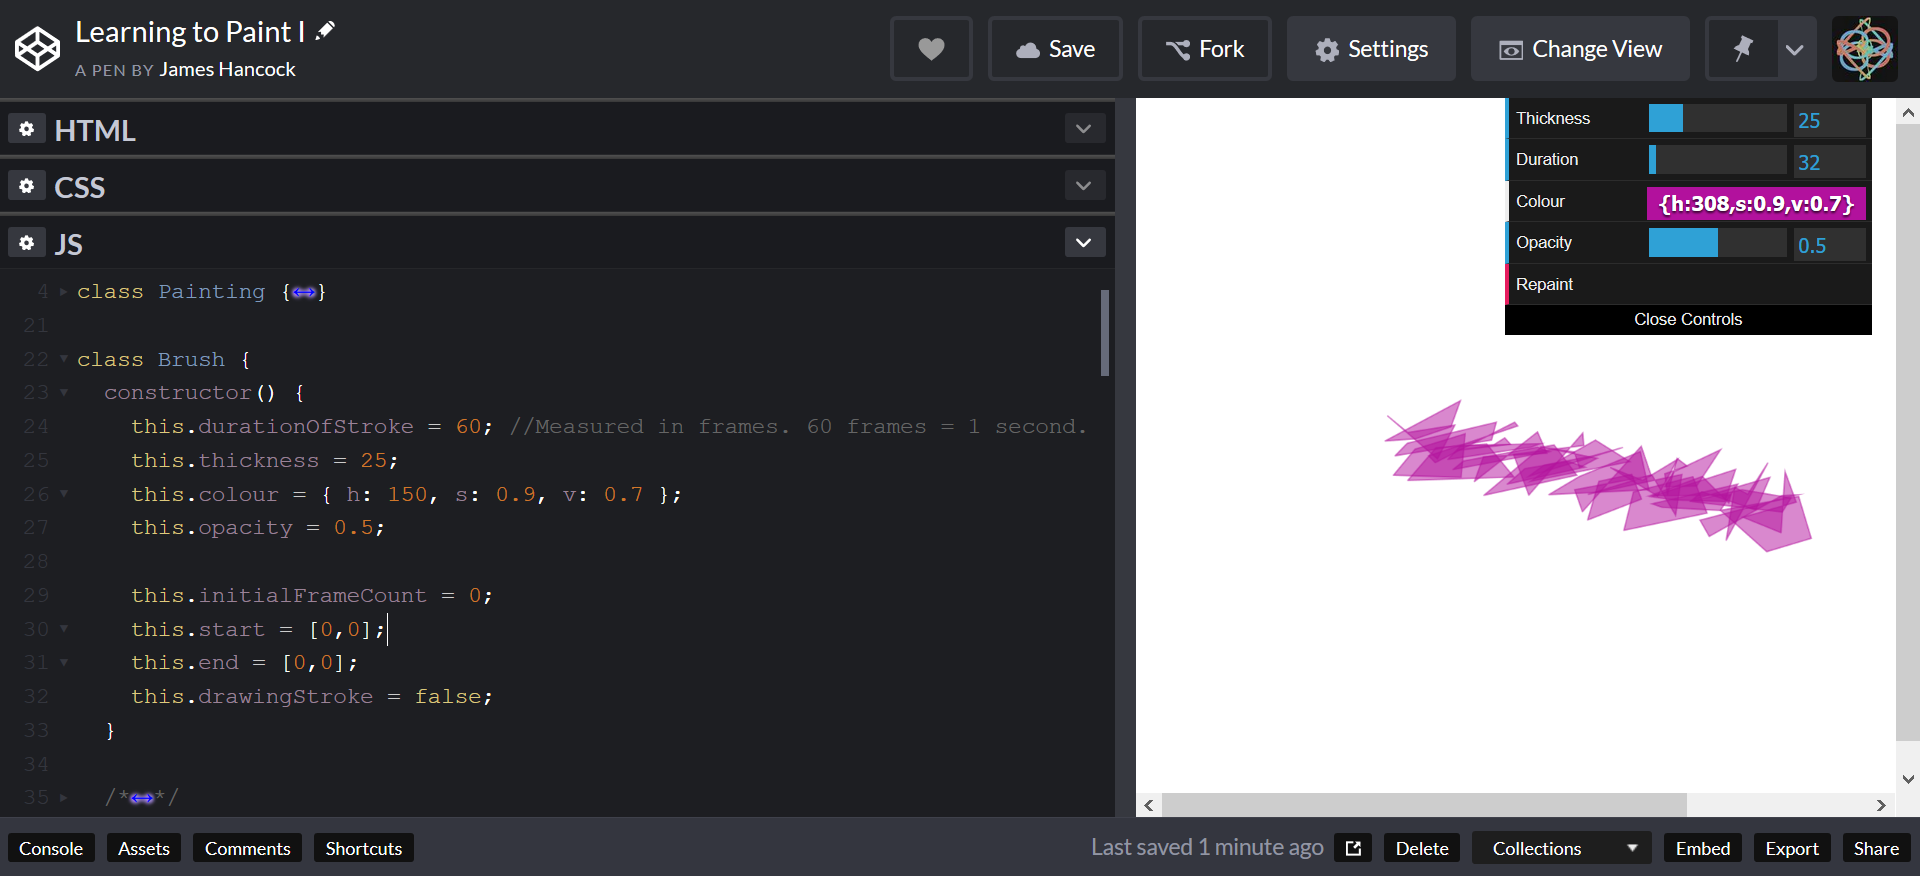 Learning to Paint I
A PEN BY James Hancock
Save
Fork
Settings
Change View
HTML
CSS
JS
4 class Painting {↔}
21
22 class Brush {
23 constructor() {
24 this.durationOfStroke = 60; //Measured in frames. 60 frames = 1 second.
25 this.thickness = 25;
26 this.colour = { h: 150, s: 0.9, v: 0.7 };
27 this.opacity = 0.5;
28
29 this.initialFrameCount = 0;
30 this.start = [0,0];
31 this.end = [0,0];
32 this.drawingStroke = false;
33 }
34
35 /*↔*/
Thickness 25
Duration 32
Colour {h:308,s:0.9,v:0.7}
Opacity 0.5
Repaint
Close Controls
Console
Assets
Comments
Shortcuts
Last saved 1 minute ago
Delete
Collections
Embed
Export
Share